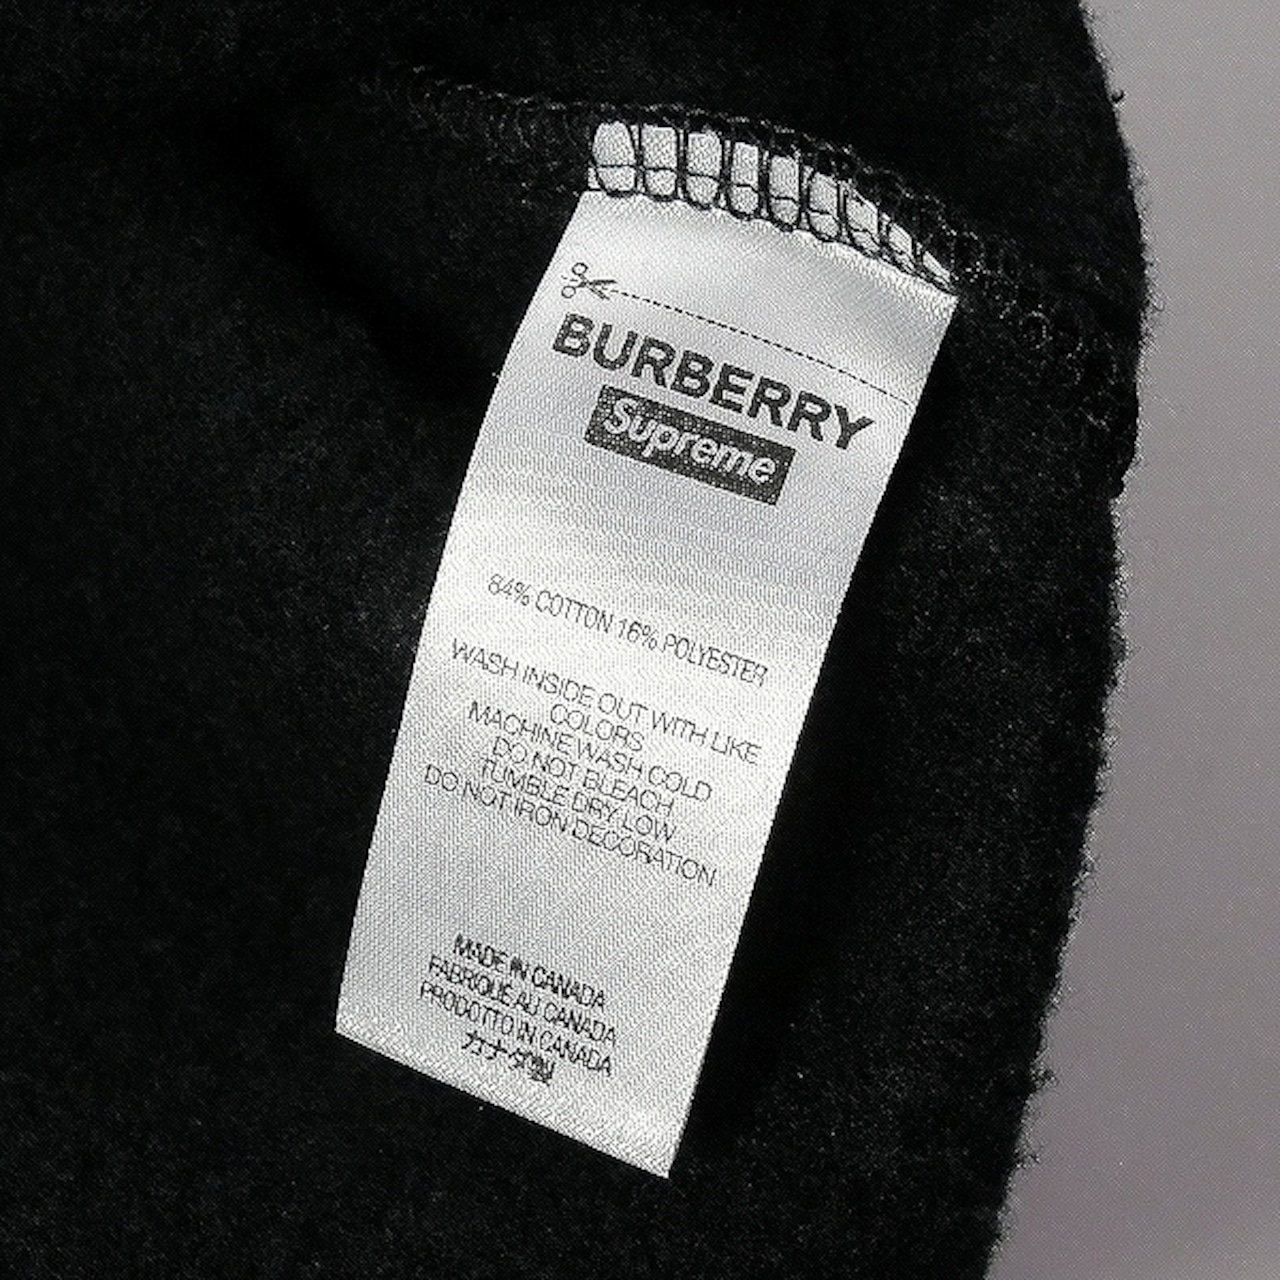 BURBERRY
Supreme
84% COTTON 16% POLYESTER
WASH INSIDE OUT WITH LIKE
COLORS
MACHINE WASH COLD
DO NOT BLEACH
TUMBLE DRY LOW
DO NOT IRON DECORATION
MADE IN CANADA
FABRIQUÉ AU CANADA
PRODOTTO IN CANADA
カナダ製